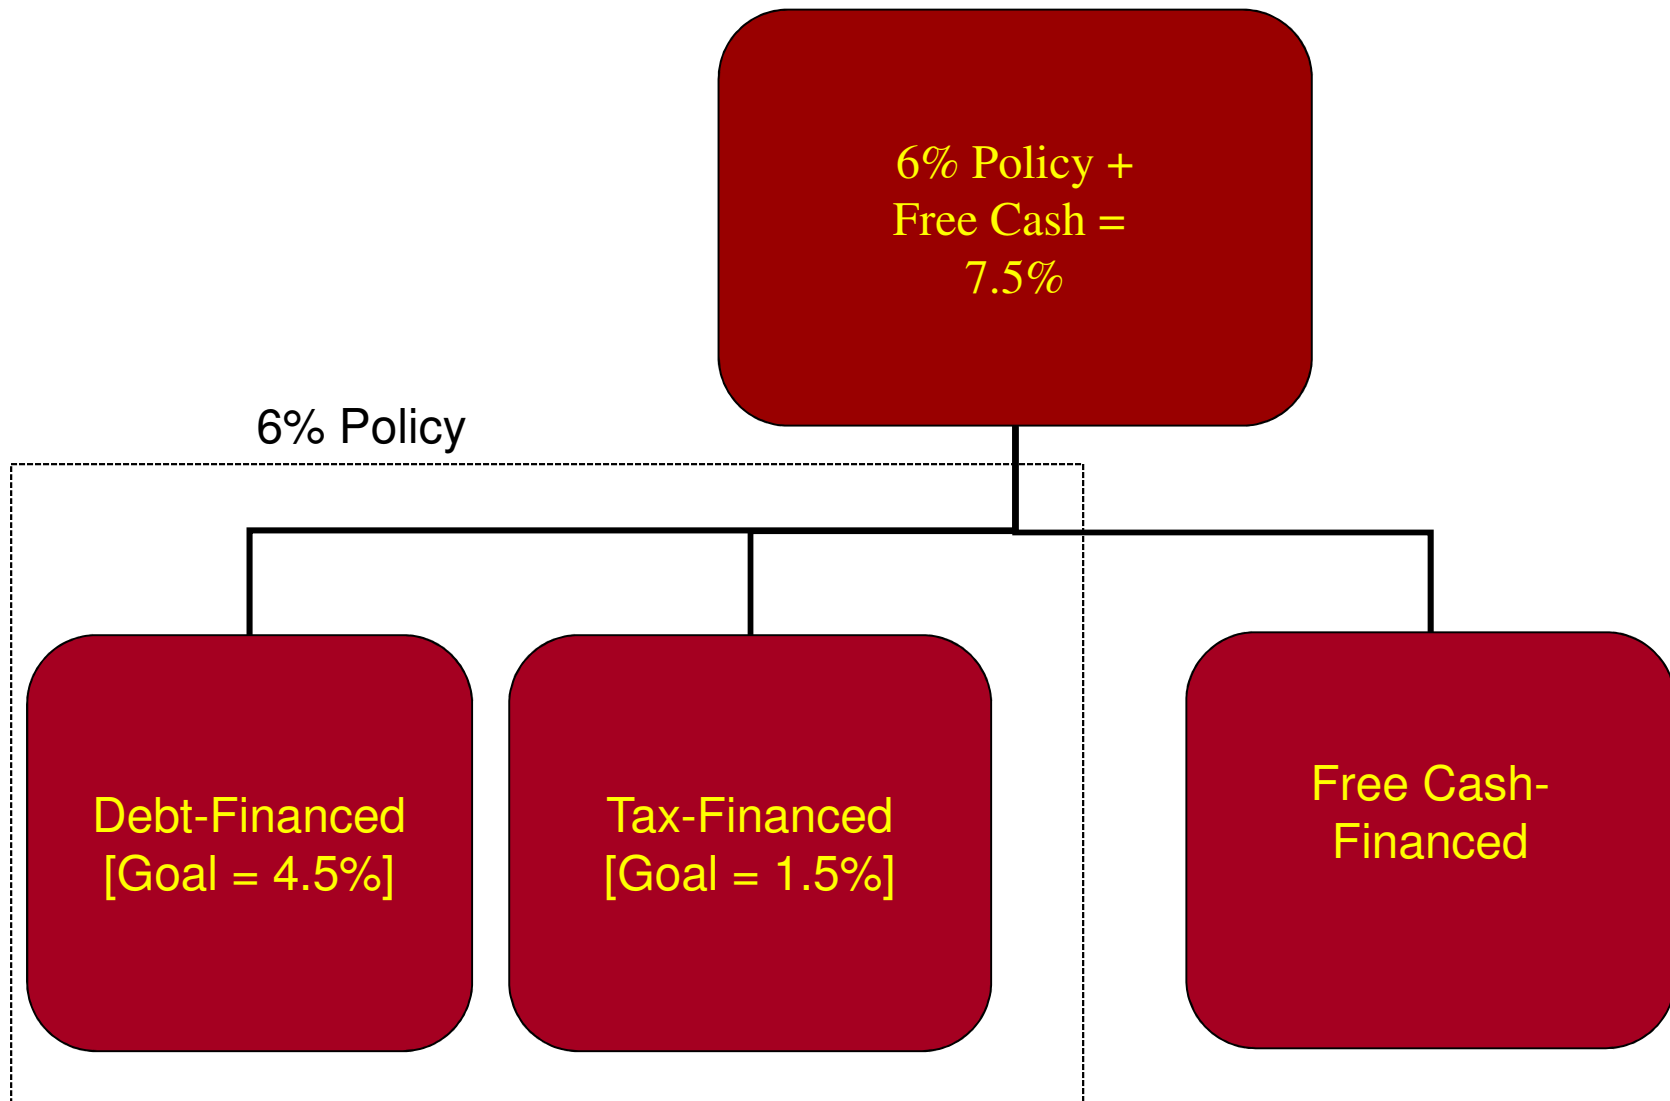 6% Policy +
Free Cash =
7.5%
6% Policy
Debt-Financed
[Goal = 4.5%]
Tax-Financed
[Goal = 1.5%]
Free Cash-
Financed